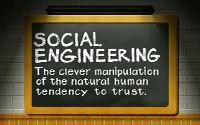 SOCIAL
ENGINEERING
The clever manipulation
of the natural human
tendency to trust.